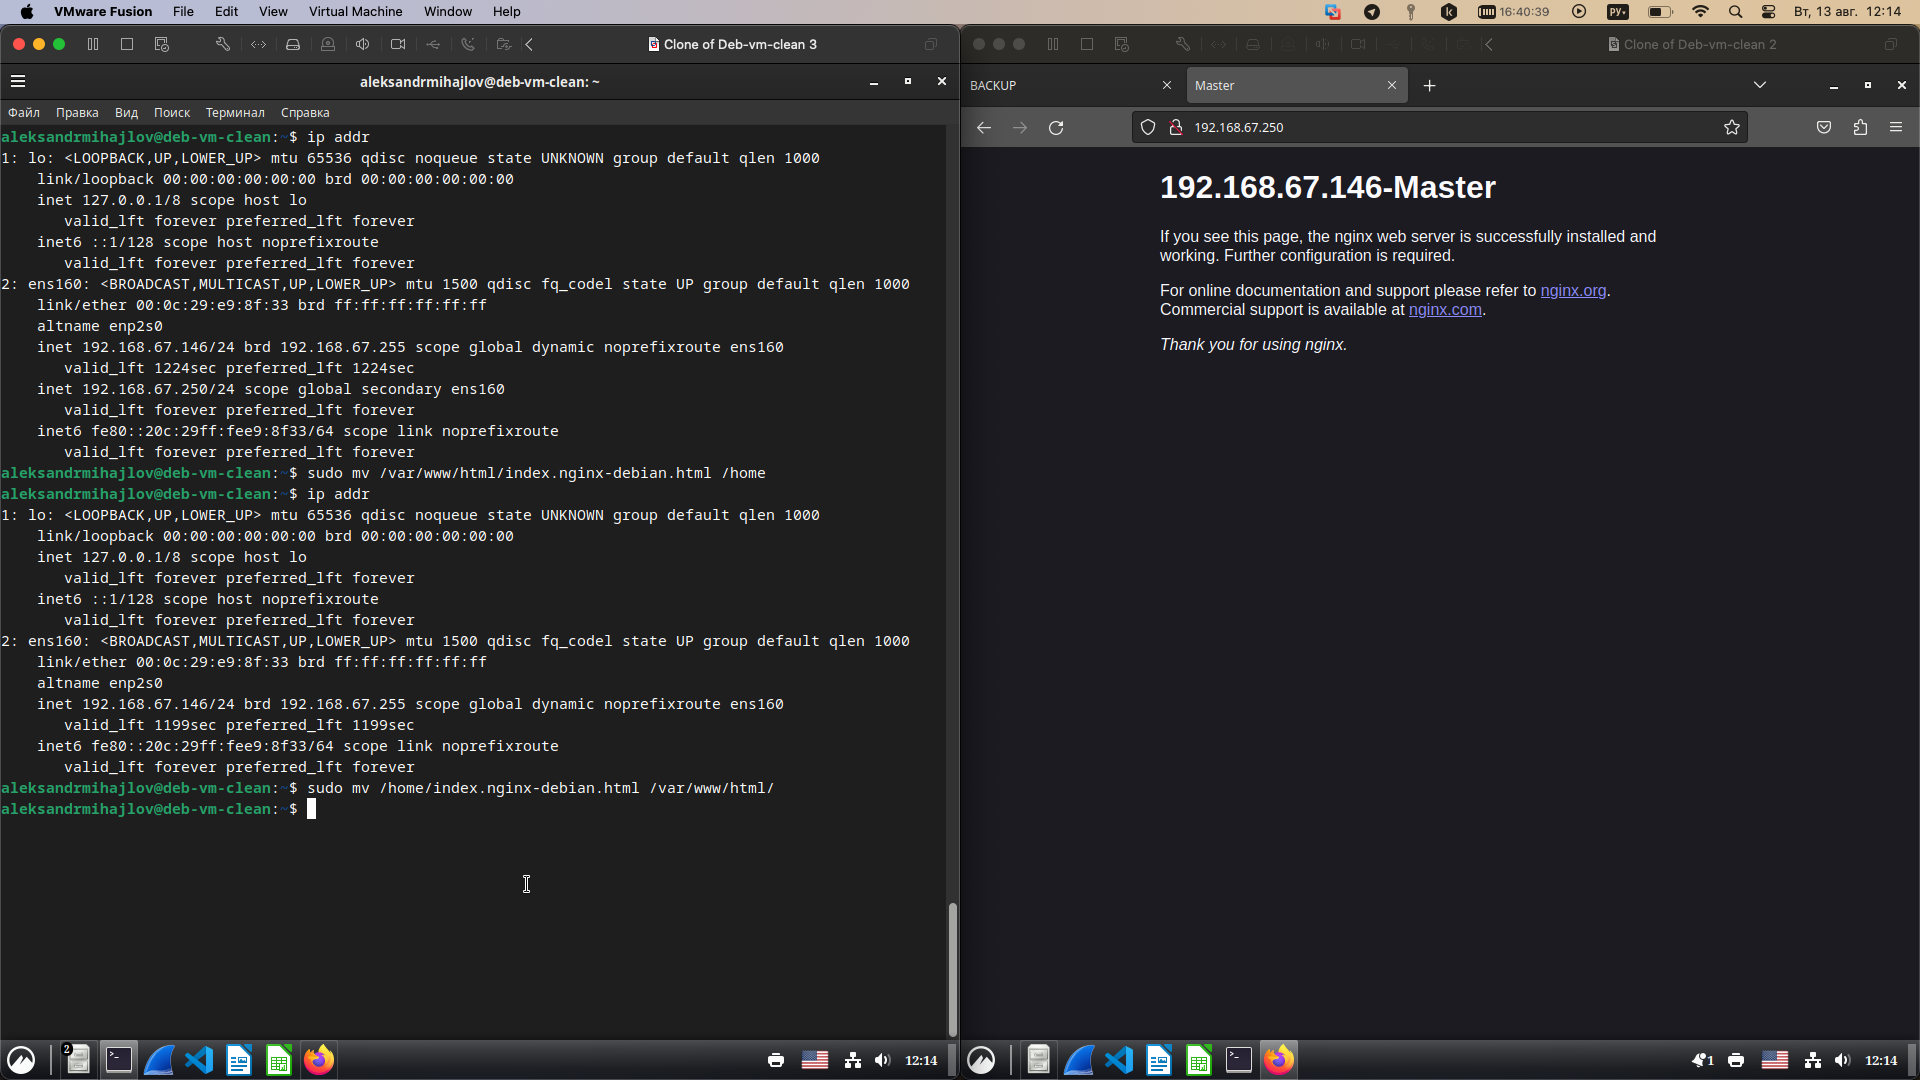 VMware Fusion File Edit View Virtual Machine Window Help
16:40:39 РУ Вт, 13 авг. 12:14
Clone of Deb-vm-clean 3
aleksandrmihajlov@deb-vm-clean: ~
Файл Правка Вид Поиск Терминал Справка
aleksandrmihajlov@deb-vm-clean:~$ ip addr
1: lo: <LOOPBACK,UP,LOWER_UP> mtu 65536 qdisc noqueue state UNKNOWN group default qlen 1000
link/loopback 00:00:00:00:00:00 brd 00:00:00:00:00:00
inet 127.0.0.1/8 scope host lo
valid_lft forever preferred_lft forever
inet6 ::1/128 scope host noprefixroute
valid_lft forever preferred_lft forever
2: ens160: <BROADCAST,MULTICAST,UP,LOWER_UP> mtu 1500 qdisc fq_codel state UP group default qlen 1000
link/ether 00:0c:29:e9:8f:33 brd ff:ff:ff:ff:ff:ff
altname enp2s0
inet 192.168.67.146/24 brd 192.168.67.255 scope global dynamic noprefixroute ens160
valid_lft 1224sec preferred_lft 1224sec
inet 192.168.67.250/24 scope global secondary ens160
valid_lft forever preferred_lft forever
inet6 fe80::20c:29ff:fee9:8f33/64 scope link noprefixroute
valid_lft forever preferred_lft forever
aleksandrmihajlov@deb-vm-clean:~$ sudo mv /var/www/html/index.nginx-debian.html /home
aleksandrmihajlov@deb-vm-clean:~$ ip addr
1: lo: <LOOPBACK,UP,LOWER_UP> mtu 65536 qdisc noqueue state UNKNOWN group default qlen 1000
link/loopback 00:00:00:00:00:00 brd 00:00:00:00:00:00
inet 127.0.0.1/8 scope host lo
valid_lft forever preferred_lft forever
inet6 ::1/128 scope host noprefixroute
valid_lft forever preferred_lft forever
2: ens160: <BROADCAST,MULTICAST,UP,LOWER_UP> mtu 1500 qdisc fq_codel state UP group default qlen 1000
link/ether 00:0c:29:e9:8f:33 brd ff:ff:ff:ff:ff:ff
altname enp2s0
inet 192.168.67.146/24 brd 192.168.67.255 scope global dynamic noprefixroute ens160
valid_lft 1199sec preferred_lft 1199sec
inet6 fe80::20c:29ff:fee9:8f33/64 scope link noprefixroute
valid_lft forever preferred_lft forever
aleksandrmihajlov@deb-vm-clean:~$ sudo mv /home/index.nginx-debian.html /var/www/html/
aleksandrmihajlov@deb-vm-clean:~$
2
12:14
Clone of Deb-vm-clean 2
BACKUP Master
192.168.67.250
192.168.67.146-Master
If you see this page, the nginx web server is successfully installed and
working. Further configuration is required.
For online documentation and support please refer to nginx.org.
Commercial support is available at nginx.com.
Thank you for using nginx.
1 12:14